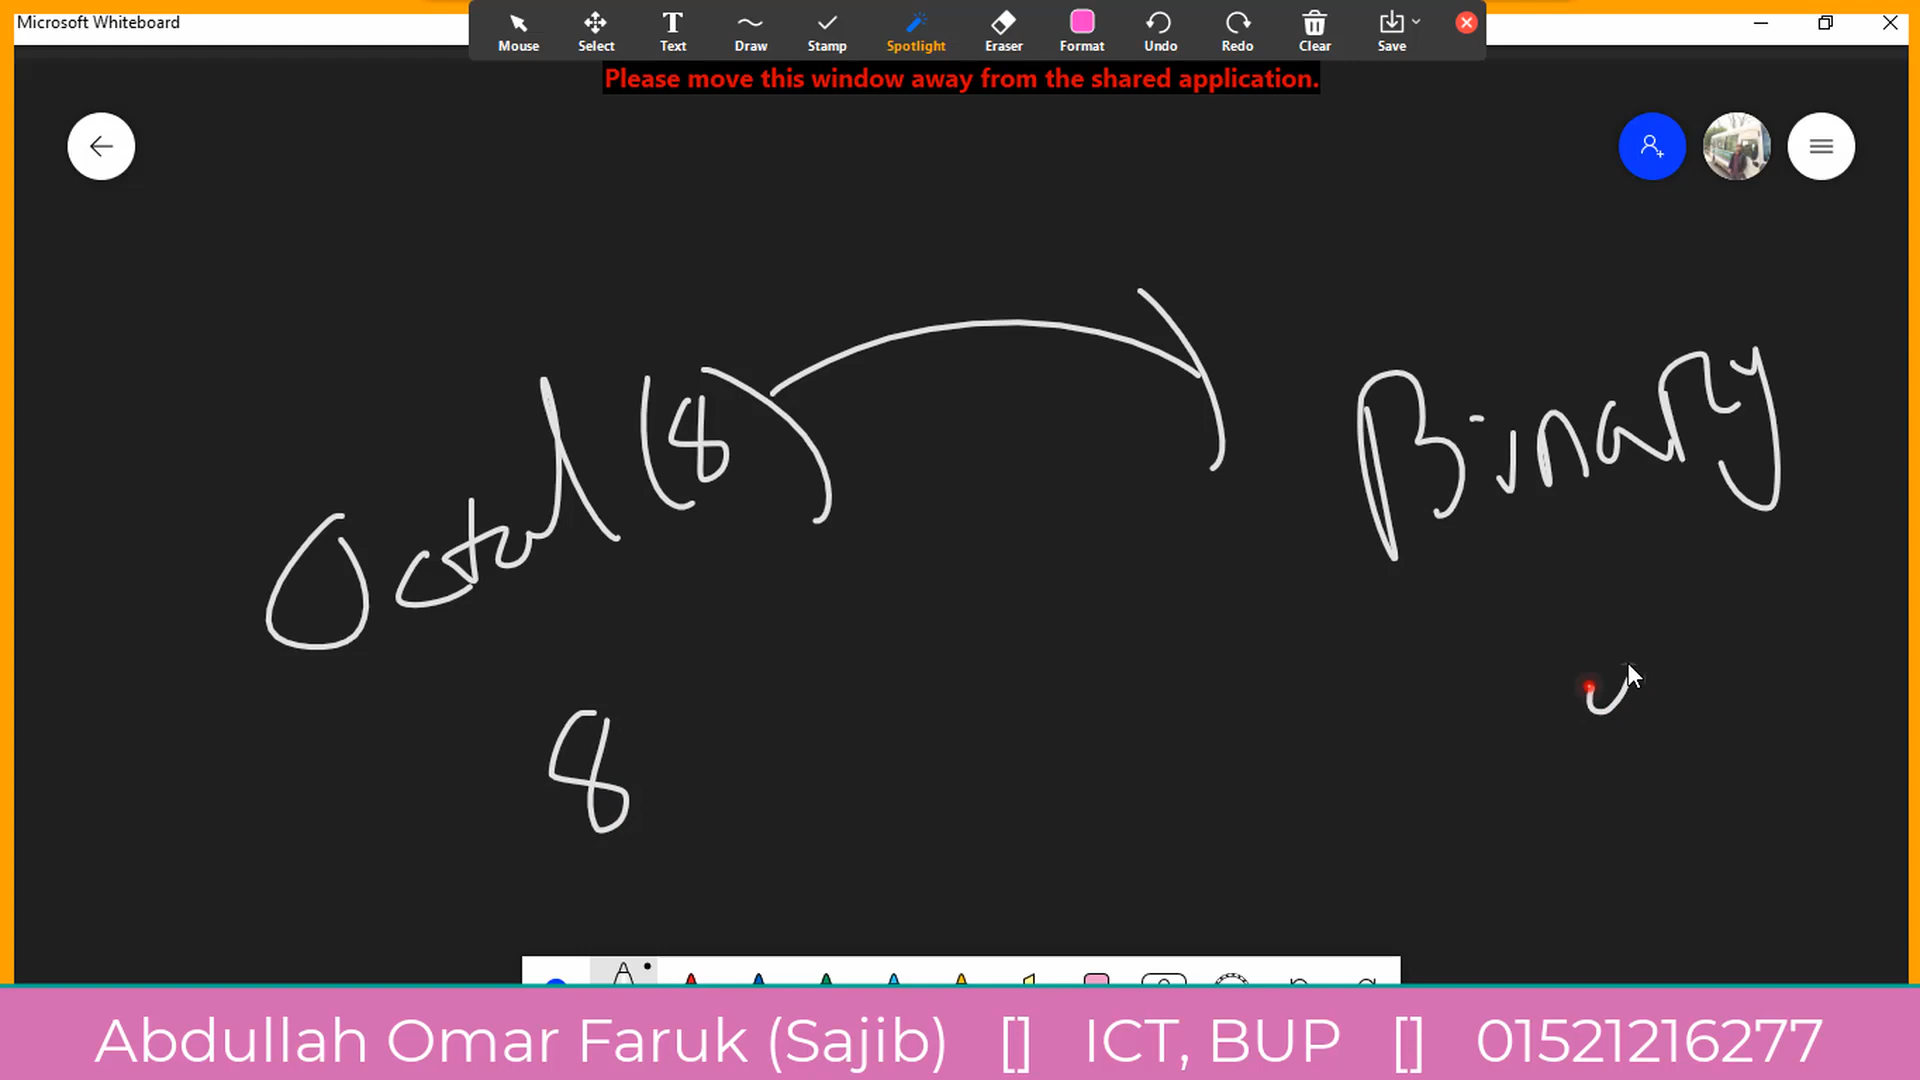 Microsoft Whiteboard
Mouse Select Text Draw Stamp Spotlight Eraser Format Undo Redo Clear Save
Please move this window away from the shared application.
Octal (8) Binary
8
Abdullah Omar Faruk (Sajib) [] ICT, BUP [] 01521216277